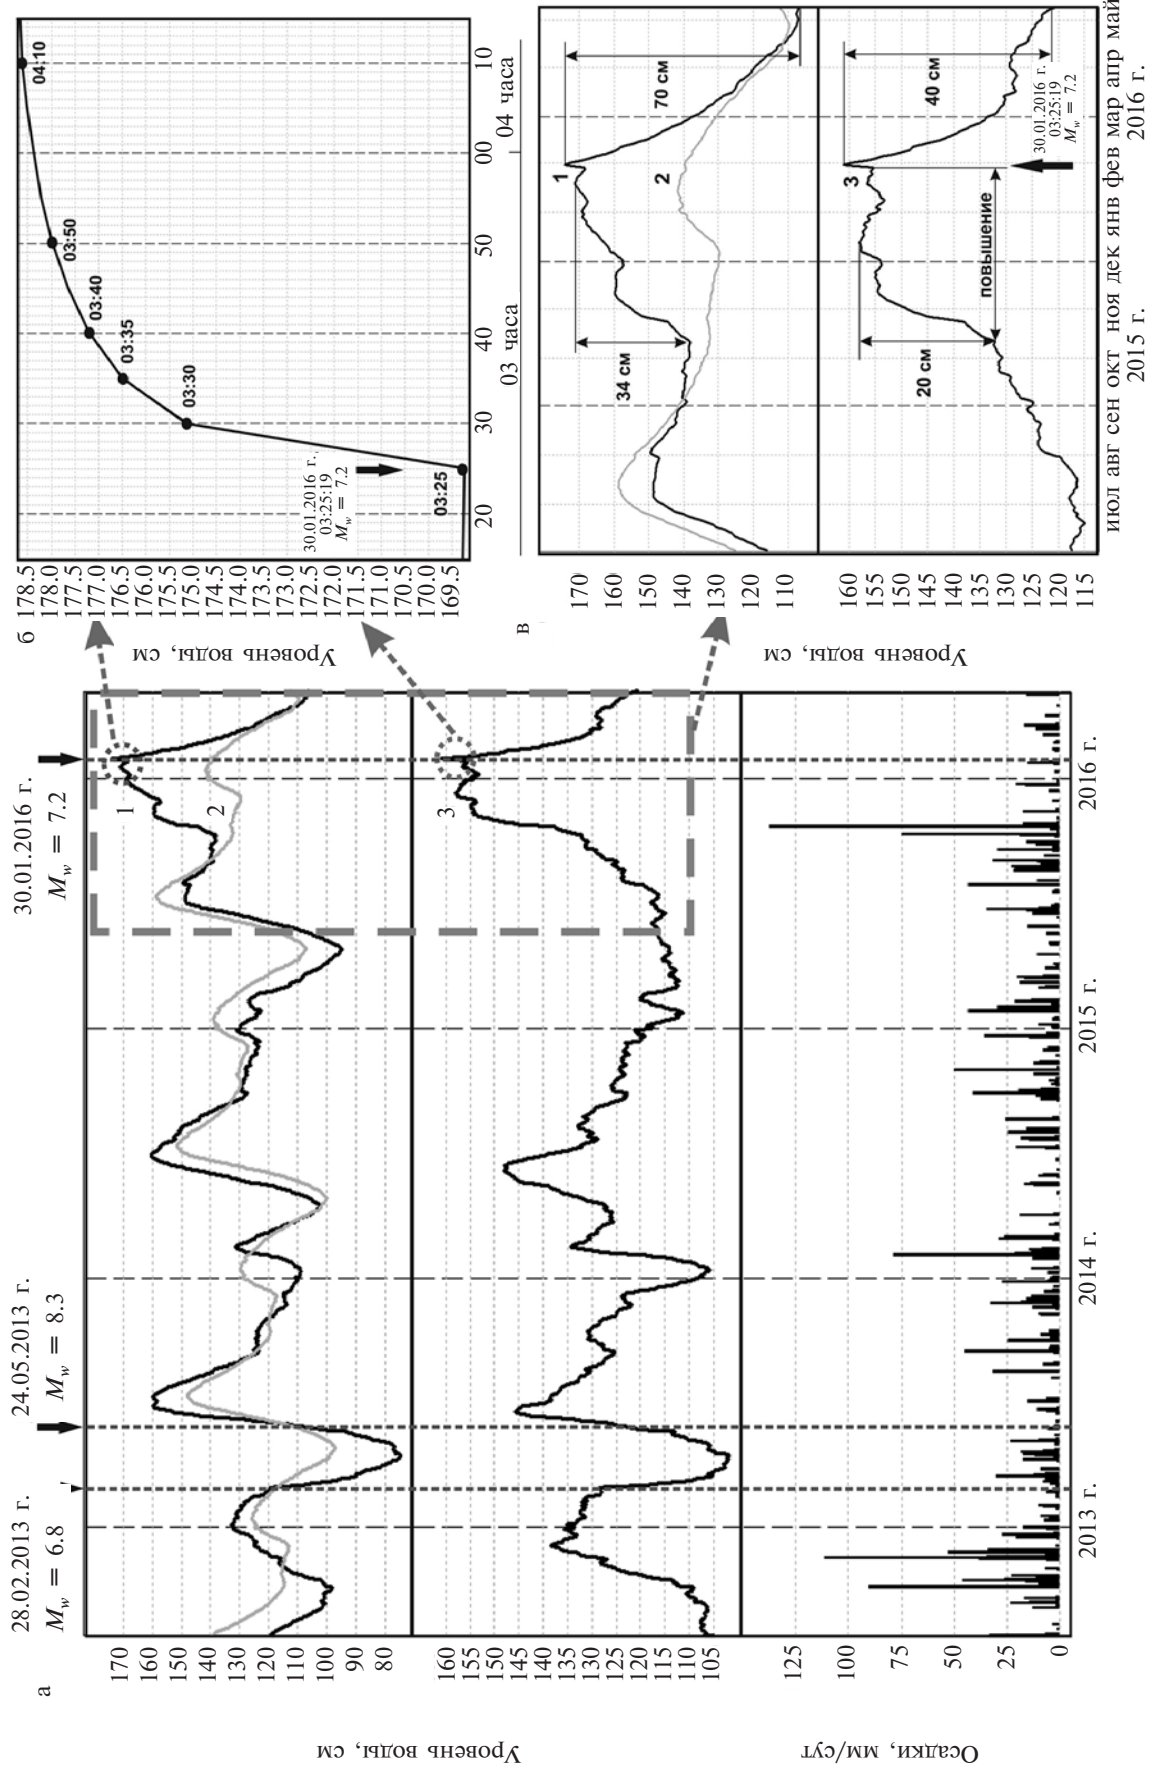 а
28.02.2013 г.
Mw = 6.8
24.05.2013 г.
Mw = 8.3
30.01.2016 г.
Mw = 7.2
Уровень воды, см
170
160
150
140
130
120
110
100
90
80
1
2
160
155
150
145
140
135
130
125
120
115
110
105
3
Осадки, мм/сут
125
100
75
50
25
0
2013 г.
2014 г.
2015 г.
2016 г.
б
Уровень воды, см
178.5
178.0
177.5
177.0
176.5
176.0
175.5
175.0
174.5
174.0
173.5
173.0
172.5
172.0
171.5
171.0
170.5
170.0
169.5
30.01.2016 г.,
03:25:19
Mw = 7.2
03:25
03:30
03:35
03:40
03:50
04:10
20
30
40
50
00
10
03 часа
04 часа
в
Уровень воды, см
170
160
150
140
130
120
110
34 см
1
2
70 см
160
155
150
145
140
135
130
125
120
115
20 см
повышение
3
40 см
30.01.2016 г.
03:25:19
Mw = 7.2
июл авг сен окт ноя дек янв фев мар апр май
2015 г.
2016 г.